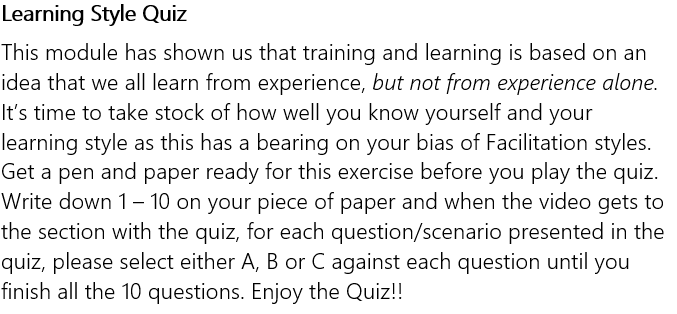 Learning Style Quiz
This module has shown us that training and learning is based on an
idea that we all learn from experience, but not from experience alone.
It's time to take stock of how well you know yourself and your
learning style as this has a bearing on your bias of Facilitation styles.
Get a pen and paper ready for this exercise before you play the quiz.
Write down 1 – 10 on your piece of paper and when the video gets to
the section with the quiz, for each question/scenario presented in the
quiz, please select either A, B or C against each question until you
finish all the 10 questions. Enjoy the Quiz!!